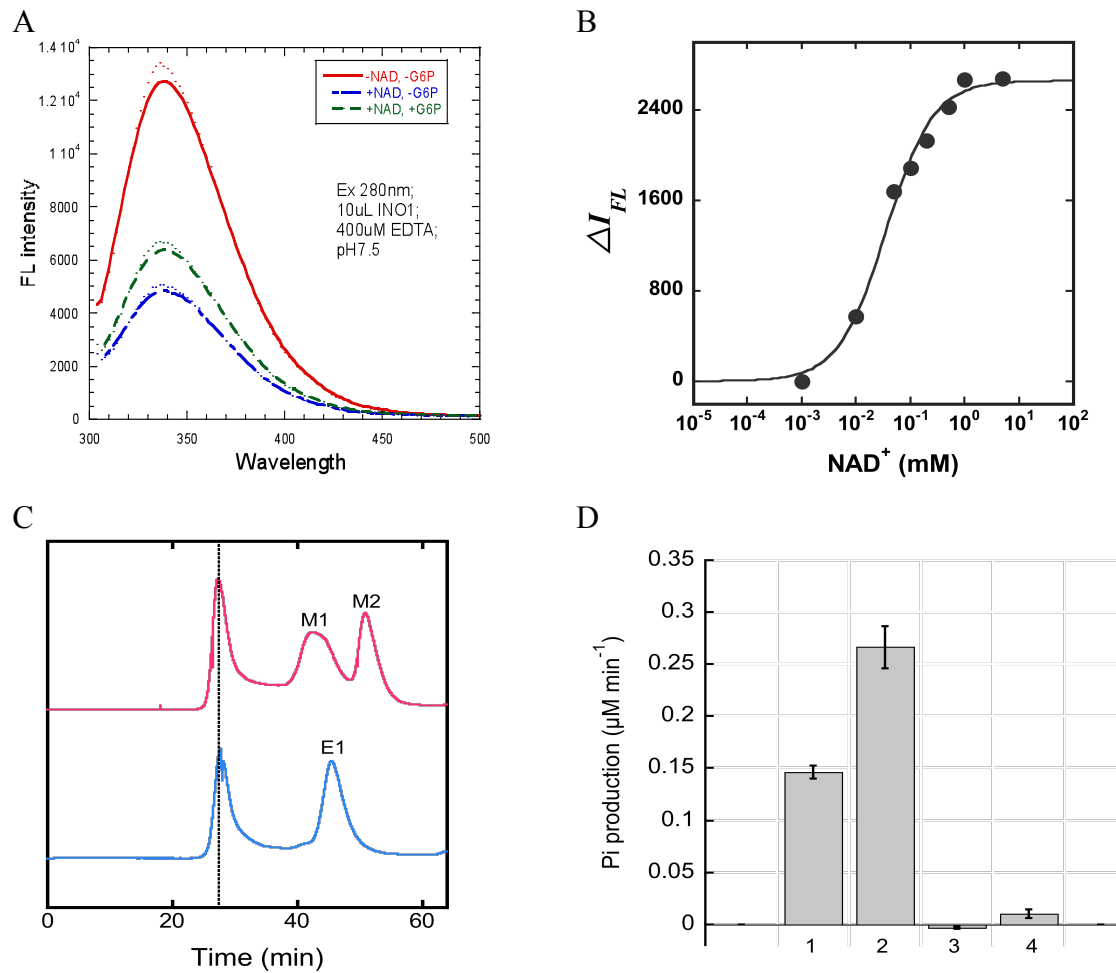 A
1.4 10⁴
1.2 10⁴
1 10⁴
8000
6000
4000
2000
0
FL intensity
300
350
400
450
500
Wavelength
-NAD, -G6P
+NAD, -G6P
+NAD, +G6P
Ex 280nm;
10uL INO1;
400uM EDTA;
pH7.5
B
2400
1600
800
0
ΔI_FL
10⁻⁵
10⁻⁴
10⁻³
10⁻²
10⁻¹
10⁰
10¹
10²
NAD⁺ (mM)
C
M1
M2
E1
0
20
40
60
Time (min)
D
0.35
0.3
0.25
0.2
0.15
0.1
0.05
0
Pi production (µM min⁻¹)
1
2
3
4